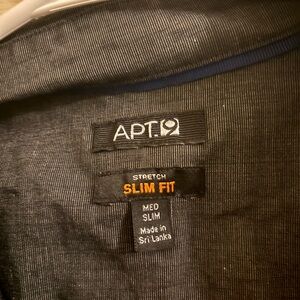 APT.9
STRETCH
SLIM FIT
MED
SLIM
Made in
Sri Lanka